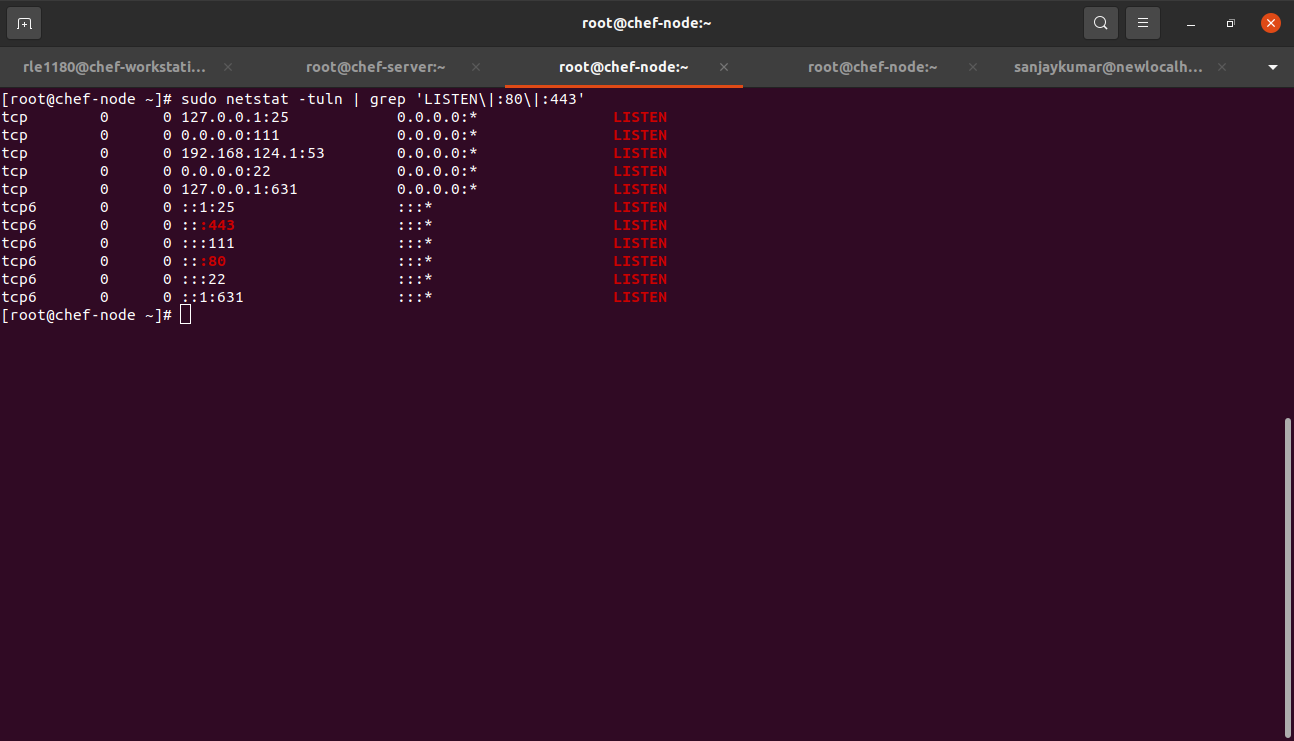 root@chef-node:~
rle1180@chef-workstati... root@chef-server:~ root@chef-node:~ root@chef-node:~ sanjaykumar@newlocalh...
[root@chef-node ~]# sudo netstat -tuln | grep 'LISTEN\|:80\|:443'
tcp 0 0 127.0.0.1:25 0.0.0.0:* LISTEN
tcp 0 0 0.0.0.0:111 0.0.0.0:* LISTEN
tcp 0 0 192.168.124.1:53 0.0.0.0:* LISTEN
tcp 0 0 0.0.0.0:22 0.0.0.0:* LISTEN
tcp 0 0 127.0.0.1:631 0.0.0.0:* LISTEN
tcp6 0 0 ::1:25 :::* LISTEN
tcp6 0 0 :::443 :::* LISTEN
tcp6 0 0 :::111 :::* LISTEN
tcp6 0 0 :::80 :::* LISTEN
tcp6 0 0 :::22 :::* LISTEN
tcp6 0 0 ::1:631 :::* LISTEN
[root@chef-node ~]#